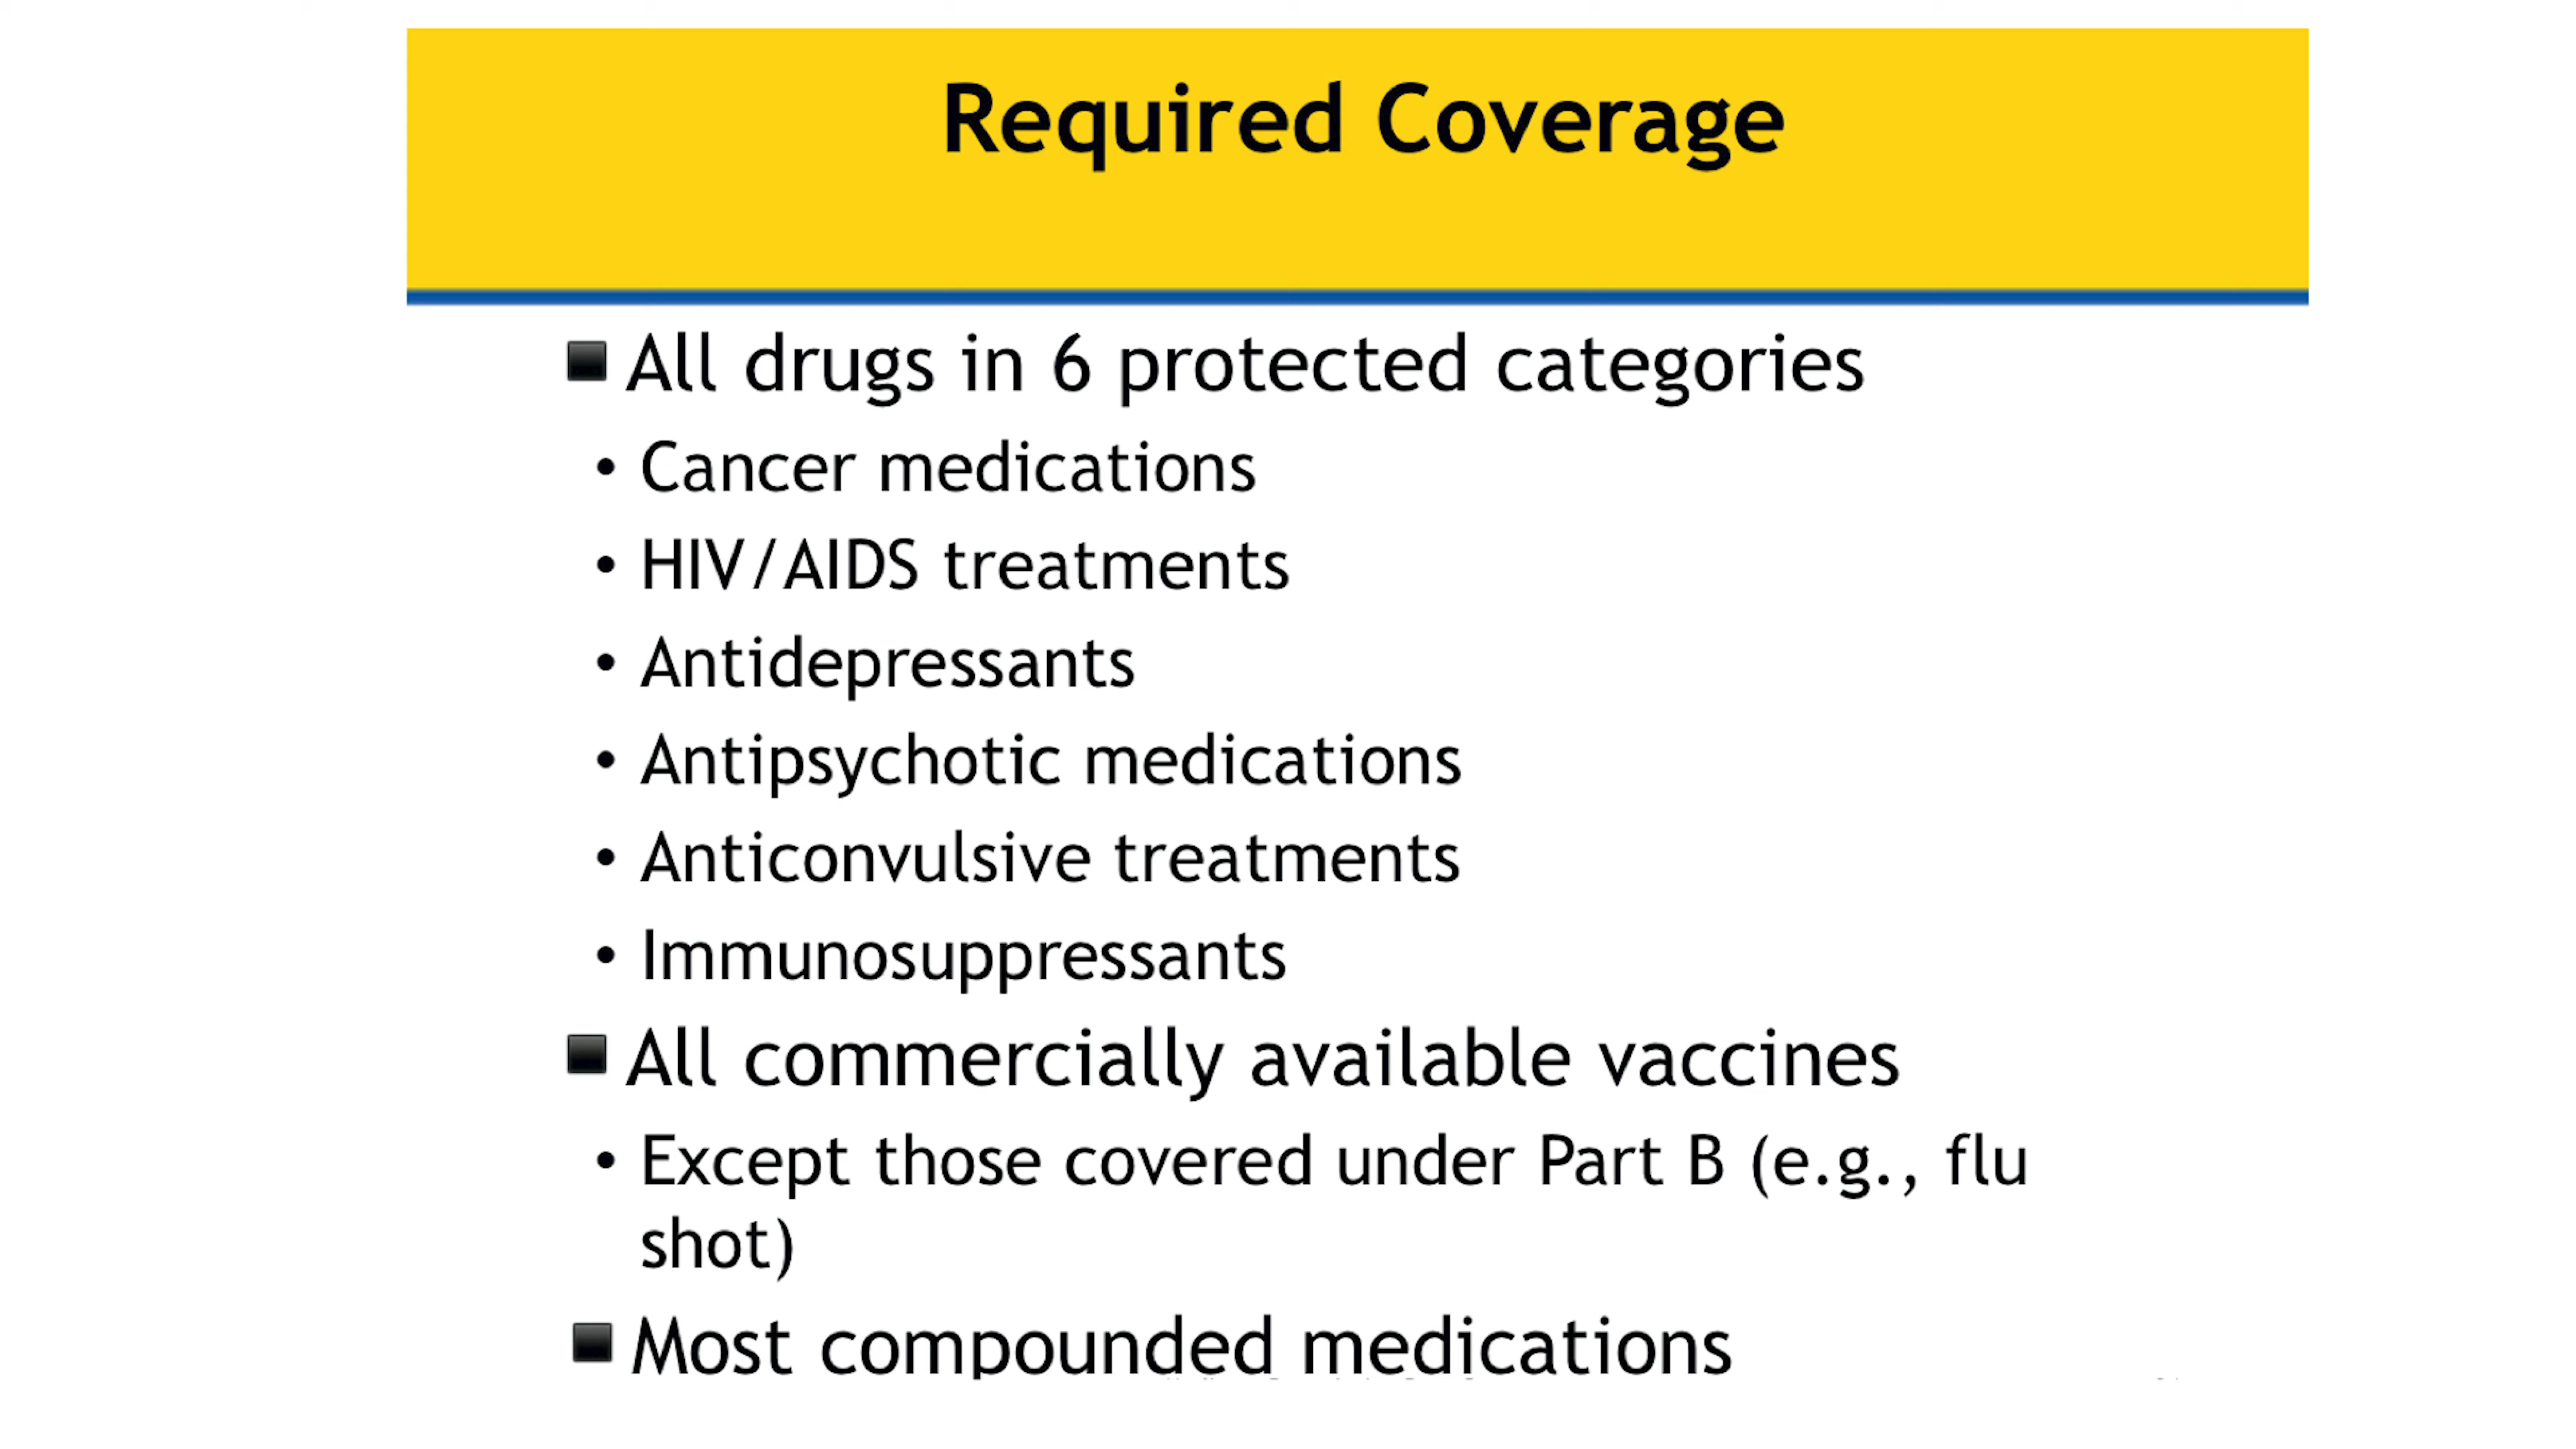 Required Coverage
All drugs in 6 protected categories
• Cancer medications
• HIV/AIDS treatments
• Antidepressants
• Antipsychotic medications
• Anticonvulsive treatments
• Immunosuppressants
All commercially available vaccines
• Except those covered under Part B (e.g., flu
shot)
Most compounded medications